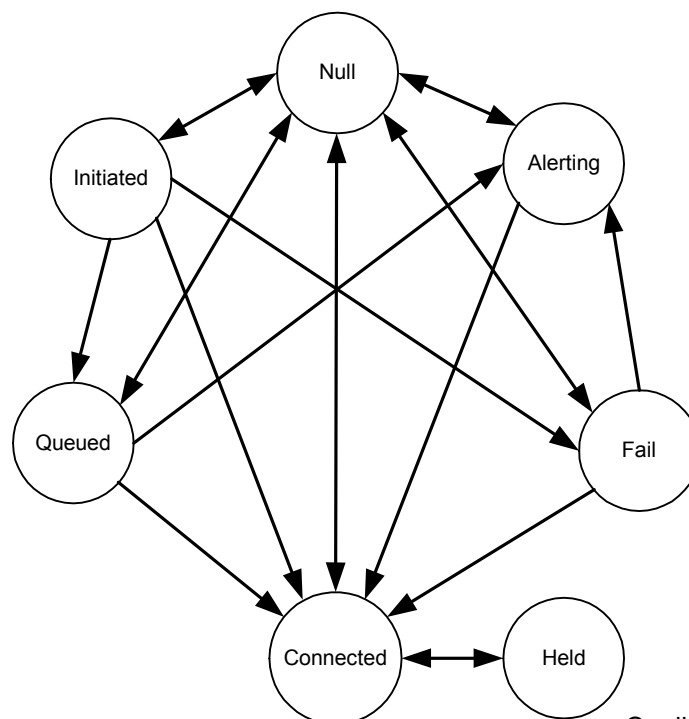 Null
Alerting
Initiated
Queued
Fail
Connected
Held